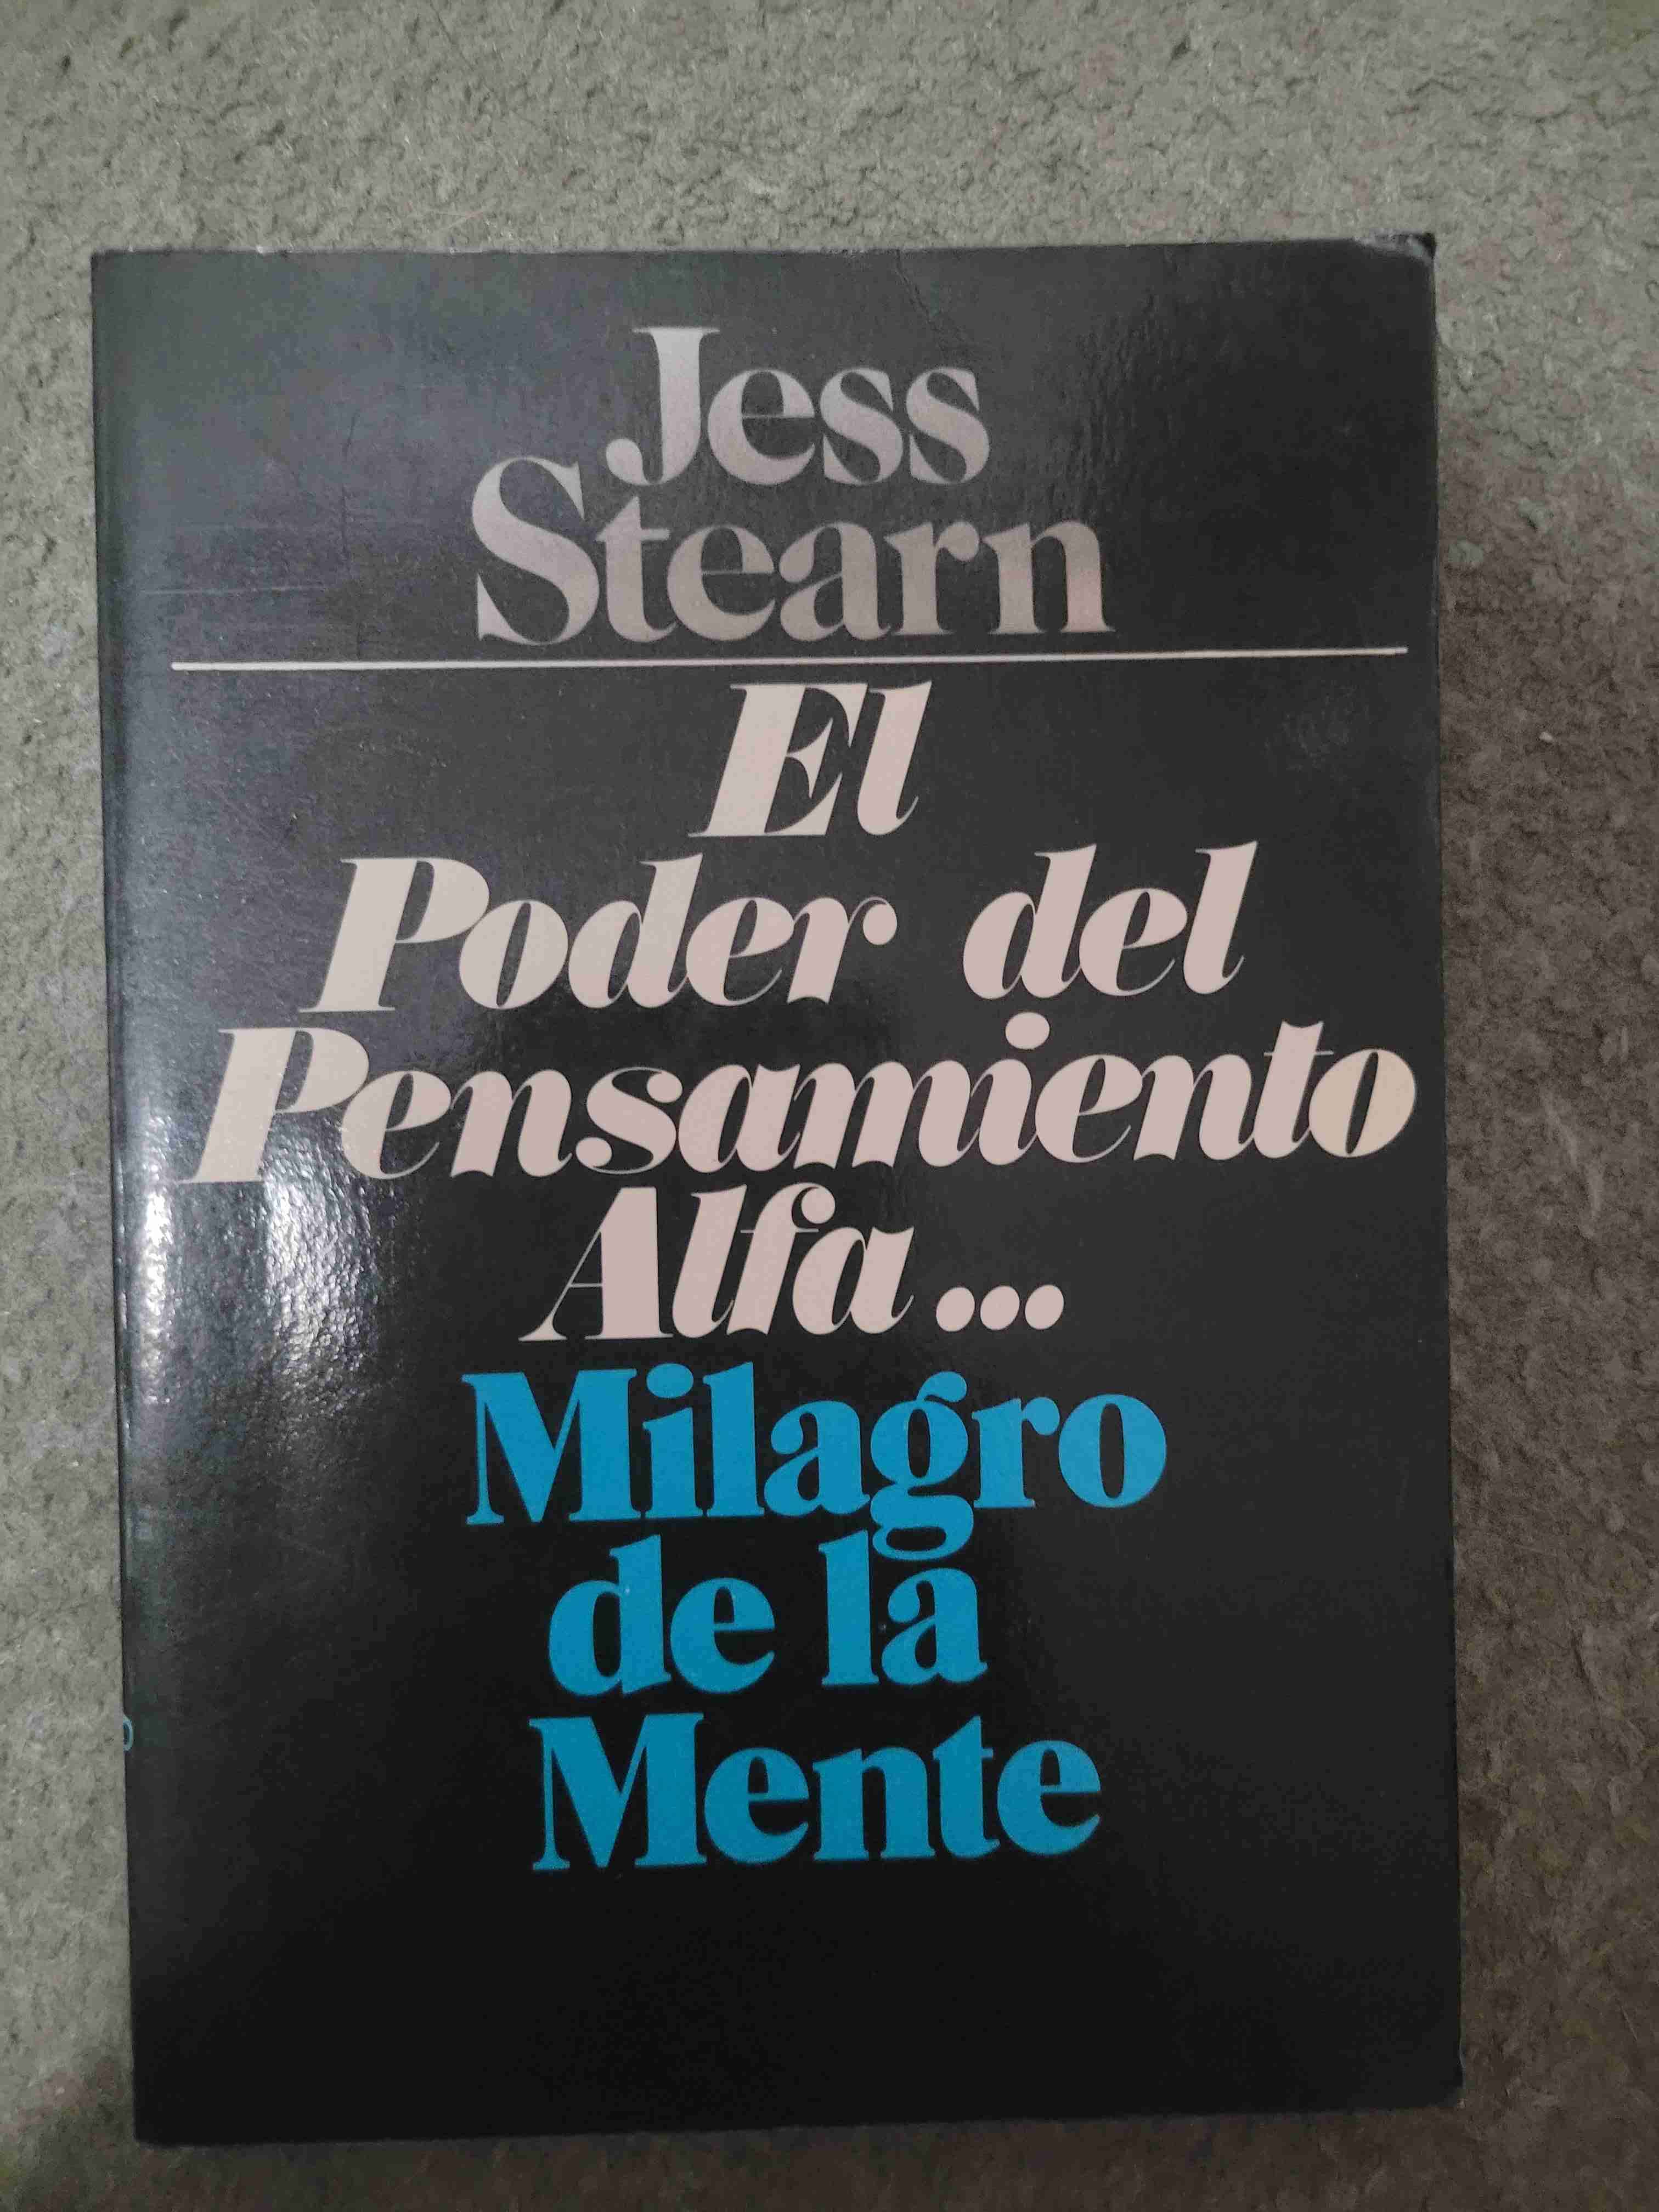 Jess
Stearn
El
Poder del
Pensamiento
Alfa...
Milagro
de la
Mente